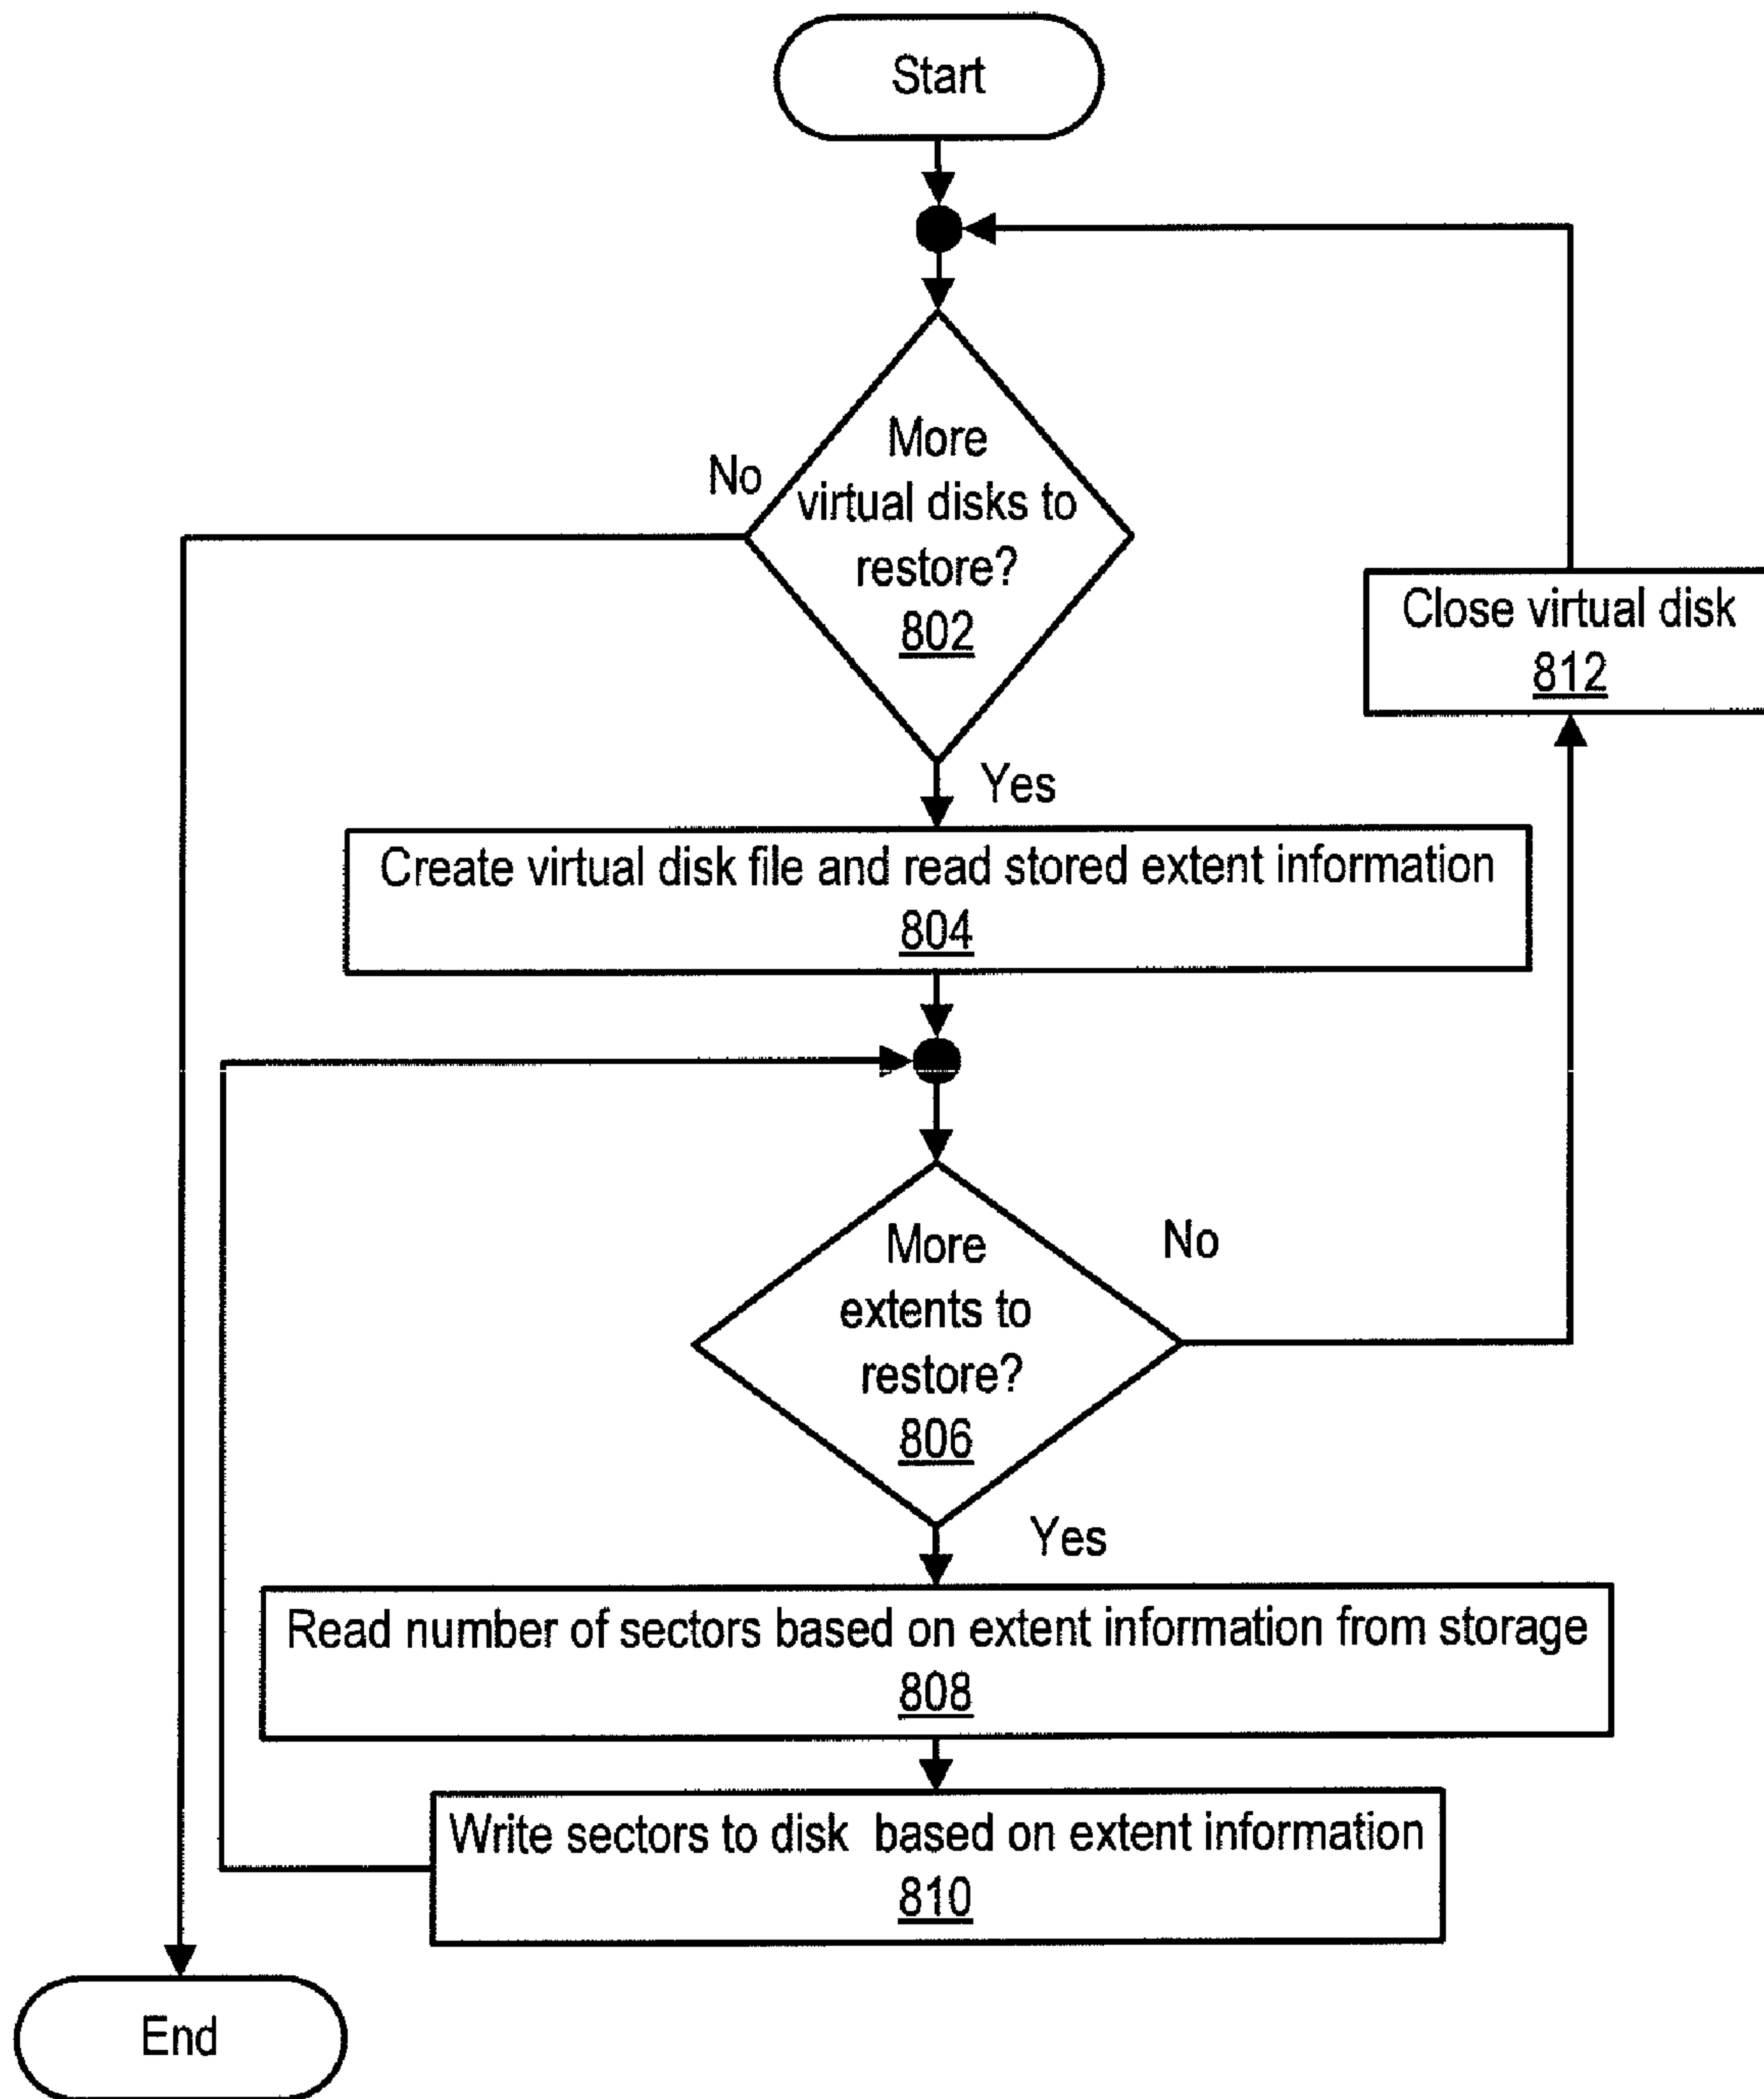 Start
More
No
virtual disks to
restore?
802
Close virtual disk
812
Yes
Create virtual disk file and read stored extent information
804
More
No
extents to
restore?
806
Yes
Read number of sectors based on extent information from storage
808
Write sectors to disk based on extent information
810
End